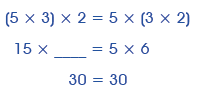 (5 × 3) × 2 = 5 × (3 × 2)
15 × ____ = 5 × 6
30 = 30